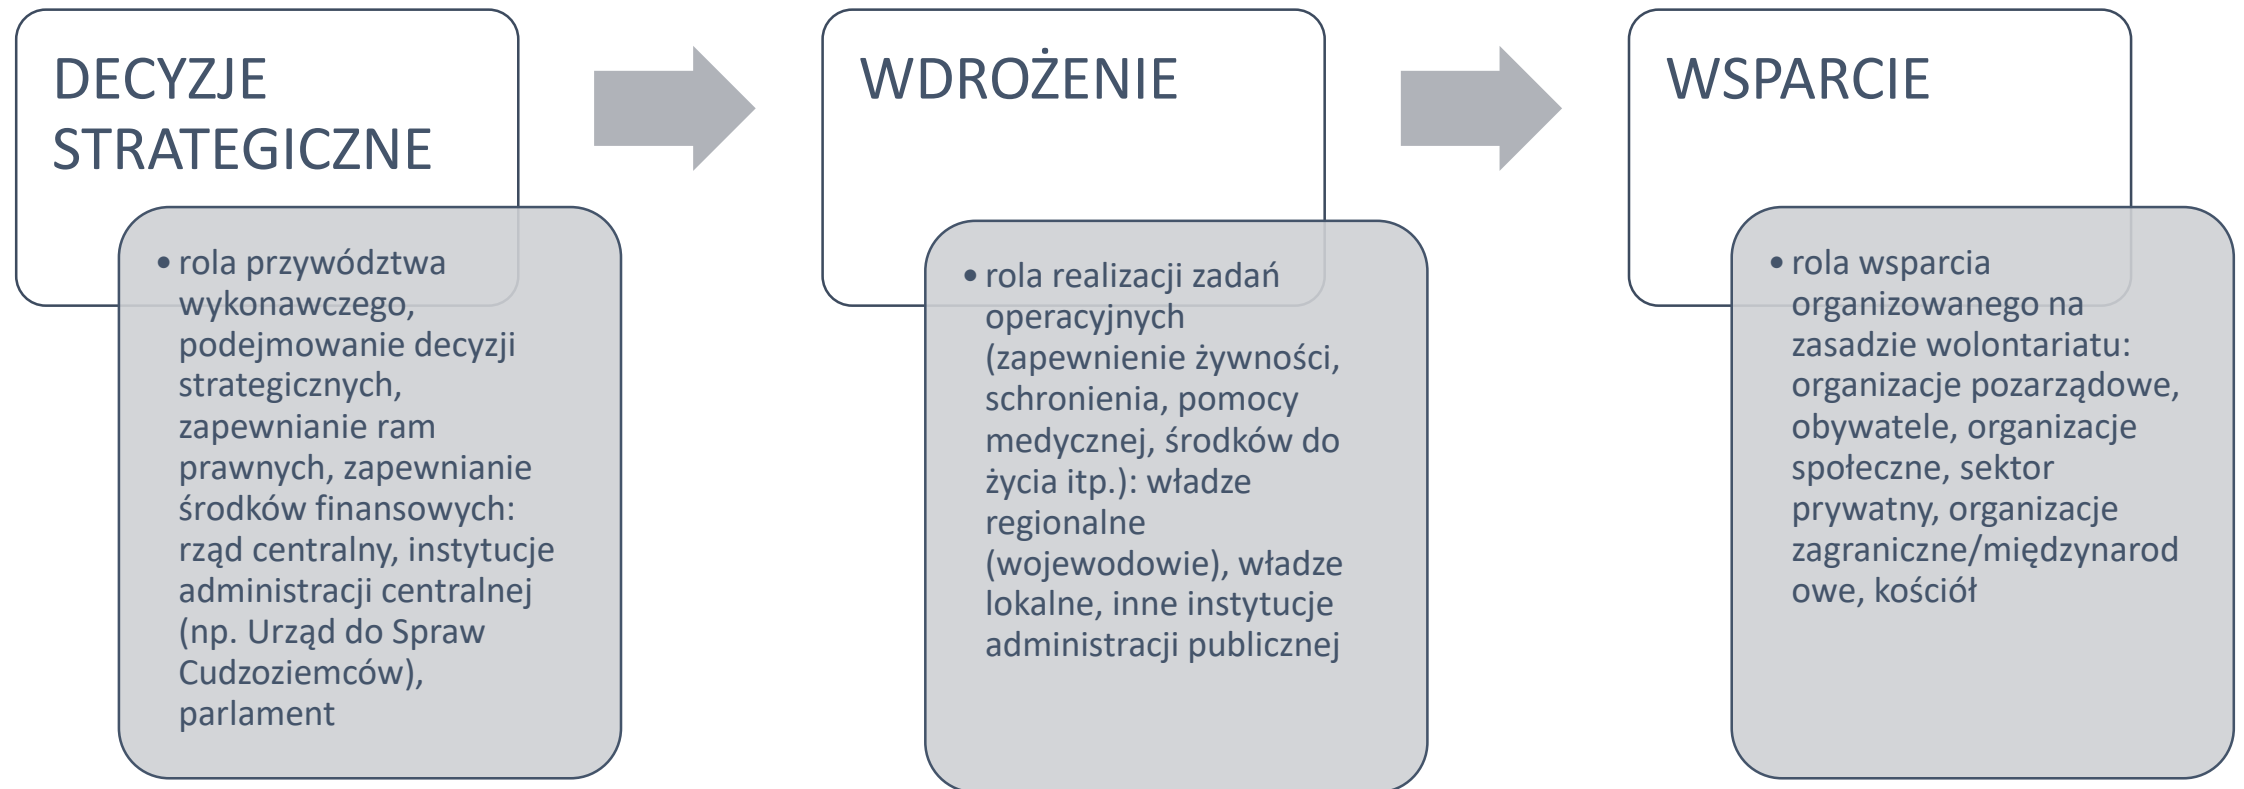 DECYZJE
STRATEGICZNE
• rola przywództwa
wykonawczego,
podejmowanie decyzji
strategicznych,
zapewnianie ram
prawnych, zapewnianie
środków finansowych:
rząd centralny, instytucje
administracji centralnej
(np. Urząd do Spraw
Cudzoziemców),
parlament
WDROŻENIE
• rola realizacji zadań
operacyjnych
(zapewnienie żywności,
schronienia, pomocy
medycznej, środków do
życia itp.): władze
regionalne
(wojewodowie), władze
lokalne, inne instytucje
administracji publicznej
WSPARCIE
• rola wsparcia
organizowanego na
zasadzie wolontariatu:
organizacje pozarządowe,
obywatele, organizacje
społeczne, sektor
prywatny, organizacje
zagraniczne/międzynarod
owe, kościół